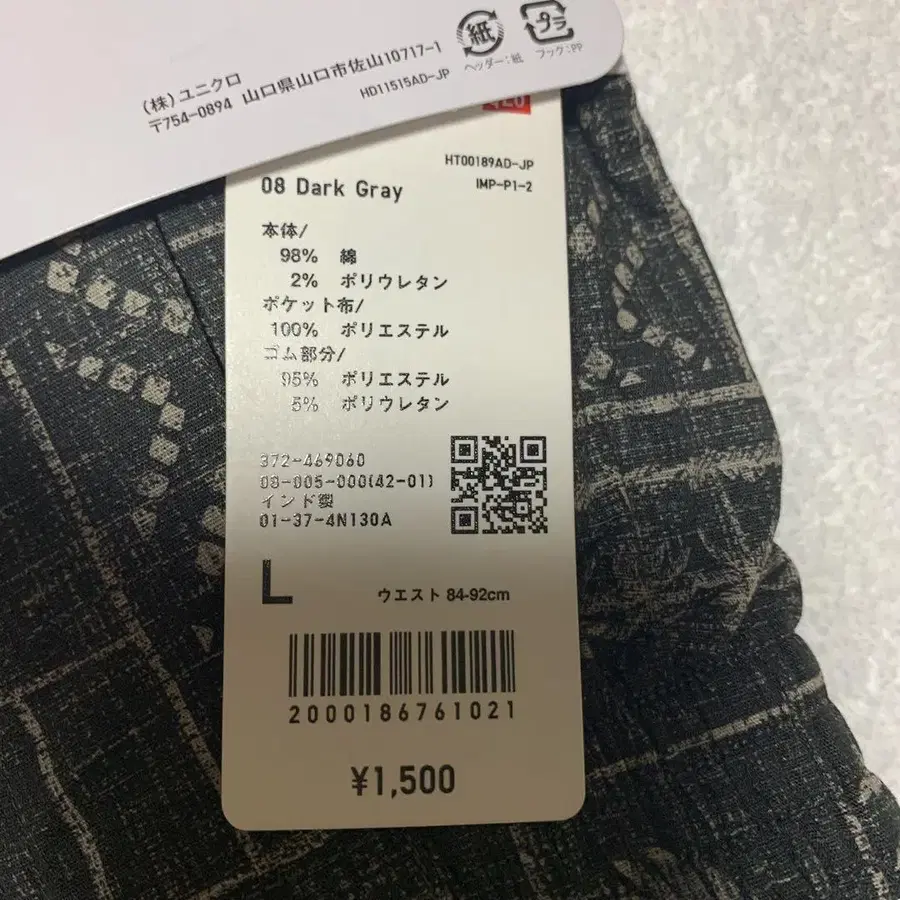 紙
プラ
ヘッダー:紙
フック:PP
(株)ユニクロ
〒754-0894 山口県山口市佐山10717-1
HD11515AD-JP
HT00189AD-JP
IMP-P1-2
08 Dark Gray
本体/
98% 綿
2% ポリウレタン
ポケット布/
100% ポリエステル
ゴム部分/
95% ポリエステル
5% ポリウレタン
372-469060
08-005-000(42-01)
インド製
01-37-4N130A
L
ウエスト 84-92cm
2000186761021
¥1,500